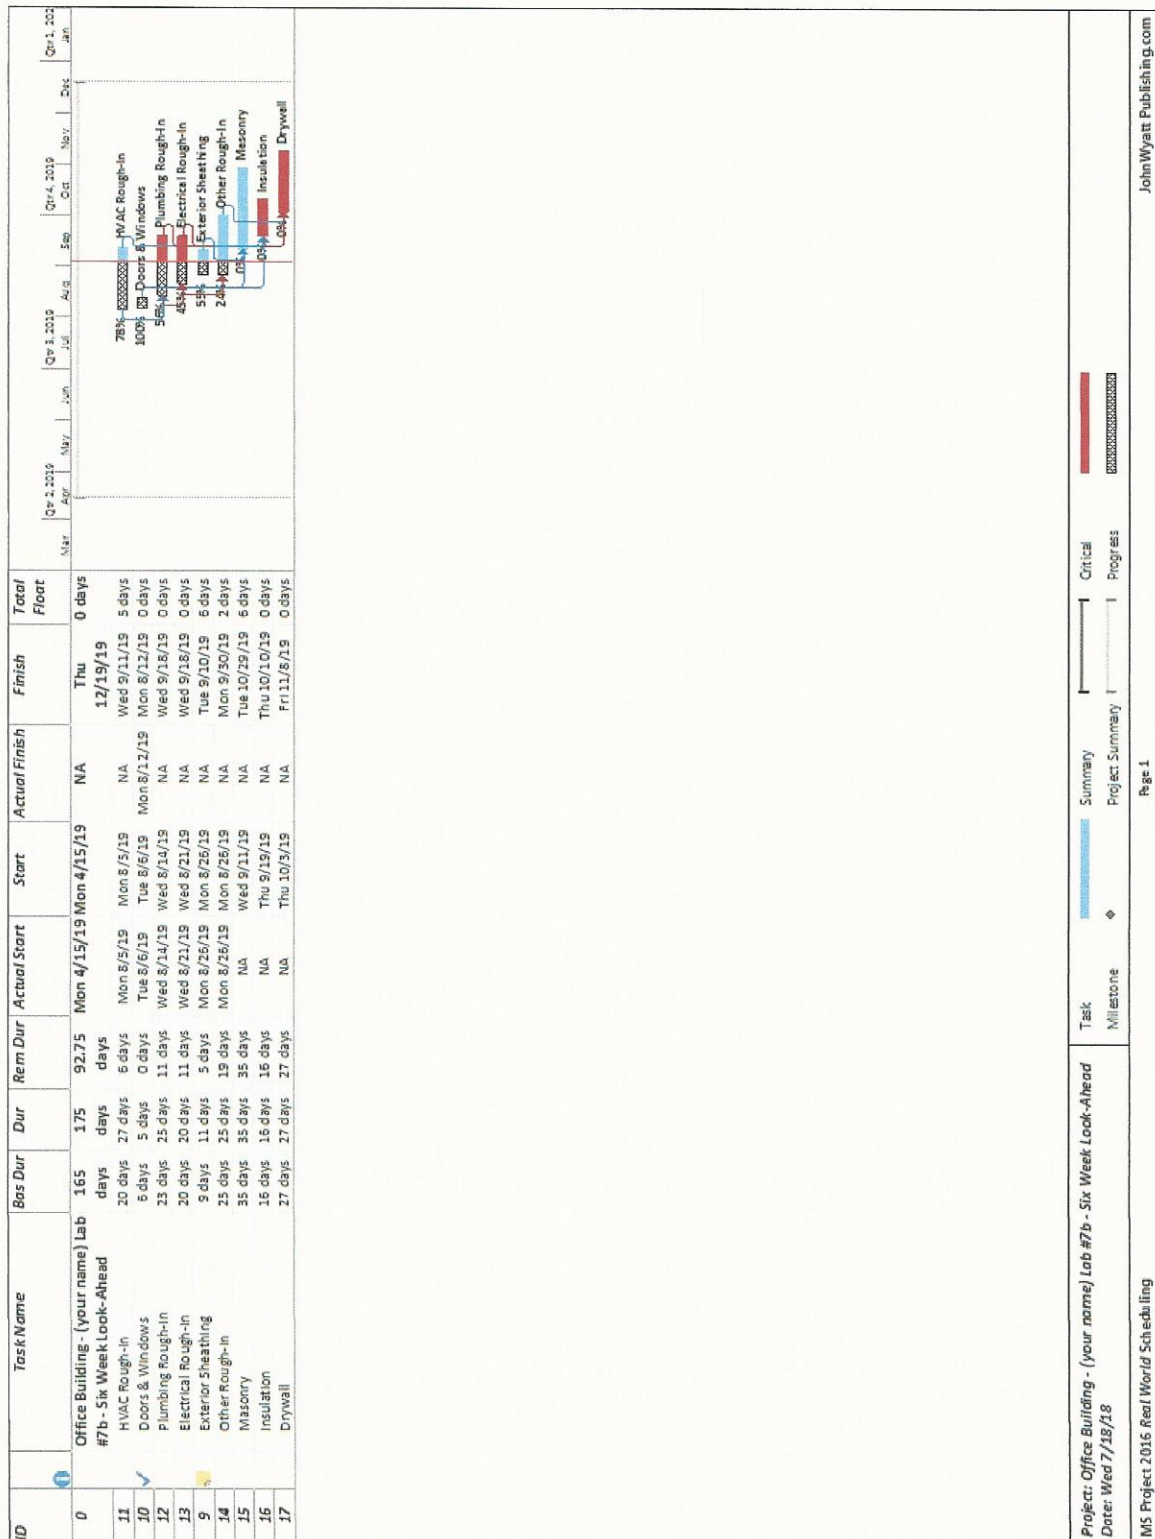 ID Task Name Bas Dur Dur Rem Dur Actual Start Start Actual Finish Finish Total Float
Mar Qtr 2, 2019 Apr May Jun Qtr 3, 2019 Jul Aug Sep Qtr 4, 2019 Oct Nov Dec Qtr 1, 202 Jan
0 Office Building - (your name) Lab 165 175 92.75 Mon 4/15/19 Mon 4/15/19 NA Thu 0 days
#7b - Six Week Look-Ahead days days days 12/19/19
11 HVAC Rough-In 20 days 27 days 6 days Mon 8/5/19 Mon 8/5/19 NA Wed 9/11/19 5 days 78% HVAC Rough-In
10 Doors & Windows 6 days 5 days 0 days Tue 8/6/19 Tue 8/6/19 Mon 8/12/19 Mon 8/12/19 0 days 100% Doors & Windows
12 Plumbing Rough-In 23 days 25 days 11 days Wed 8/14/19 Wed 8/14/19 NA Wed 9/18/19 0 days 56% Plumbing Rough-In
13 Electrical Rough-In 20 days 20 days 11 days Wed 8/21/19 Wed 8/21/19 NA Wed 9/18/19 0 days 45% Electrical Rough-In
9 Exterior Sheathing 9 days 11 days 5 days Mon 8/26/19 Mon 8/26/19 NA Tue 9/10/19 6 days 55% Exterior Sheathing
14 Other Rough-In 25 days 25 days 19 days Mon 8/26/19 Mon 8/26/19 NA Mon 9/30/19 2 days 24% Other Rough-In
15 Masonry 35 days 35 days 35 days NA Wed 9/11/19 NA Tue 10/29/19 6 days 0% Masonry
16 Insulation 16 days 16 days 16 days NA Thu 9/19/19 NA Thu 10/10/19 0 days 0% Insulation
17 Drywall 27 days 27 days 27 days NA Thu 10/3/19 NA Fri 11/8/19 0 days 0% Drywall
Project: Office Building - (your name) Lab #7b - Six Week Look-Ahead
Date: Wed 7/18/18
Task Summary Critical
Milestone Project Summary Progress
MS Project 2016 Real World Scheduling Page 1 JohnWyatt Publishing.com